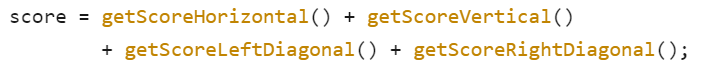 score = getScoreHorizontal() + getScoreVertical()
+ getScoreLeftDiagonal() + getScoreRightDiagonal();